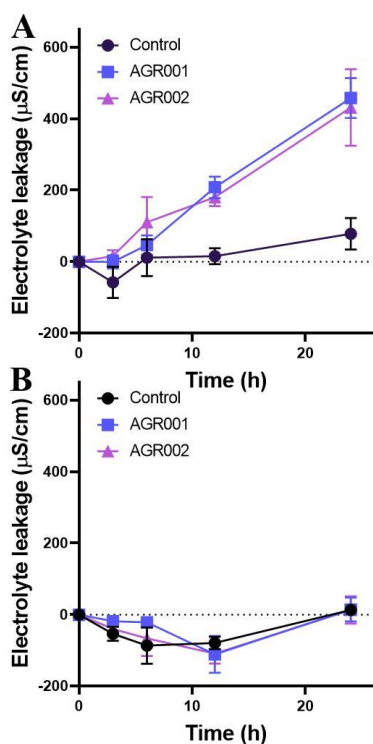 A
Electrolyte leakage (µS/cm)
600
400
200
0
-200
Control
AGR001
AGR002
0
10
20
Time (h)
B
Electrolyte leakage (µS/cm)
600
400
200
0
-200
Control
AGR001
AGR002
0
10
20
Time (h)